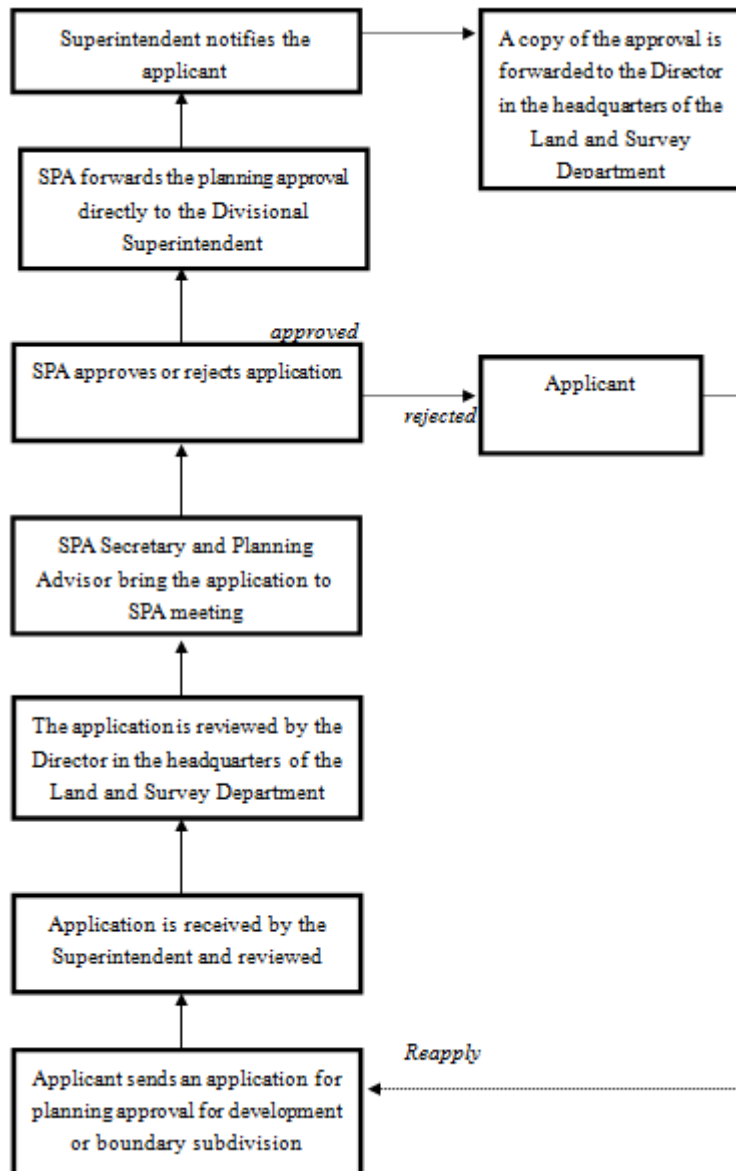 Superintendent notifies the
applicant
A copy of the approval is
forwarded to the Director
in the headquarters of the
Land and Survey
Department
SPA forwards the planning approval
directly to the Divisional
Superintendent
approved
SPA approves or rejects application
rejected
Applicant
SPA Secretary and Planning
Advisor bring the application to
SPA meeting
The application is reviewed by the
Director in the headquarters of the
Land and Survey Department
Application is received by the
Superintendent and reviewed
Reapply
Applicant sends an application for
planning approval for development
or boundary subdivision